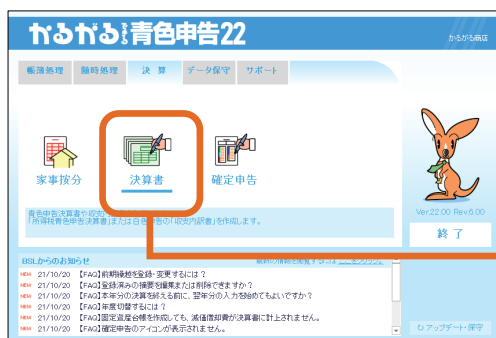 かるがるできる青色申告22
かるがる商店
帳簿処理 随時処理 決 算 データ保守 サポート
家事按分 決算書 確定申告
青色申告決算書や収支
「所得税青色申告決算書」または白色申告の「収支内訳書」を作成します。
Ver.22.00 Rev.6.00
終 了
BSLからのお知らせ
NEW 21/10/20 【FAQ】前期繰越を登録・変更するには？
NEW 21/10/20 【FAQ】登録済みの摘要を編集または削除できますか？
NEW 21/10/20 【FAQ】本年分の決算を終える前に、翌年分の入力を始めてもよいですか？
NEW 21/10/20 【FAQ】年度切替するには？
NEW 21/10/20 【FAQ】固定資産台帳を作成しても、減価償却費が決算書に計上されません。
NEW 21/10/20 【FAQ】確定申告のアイコンが表示されません。
アップデート・保守